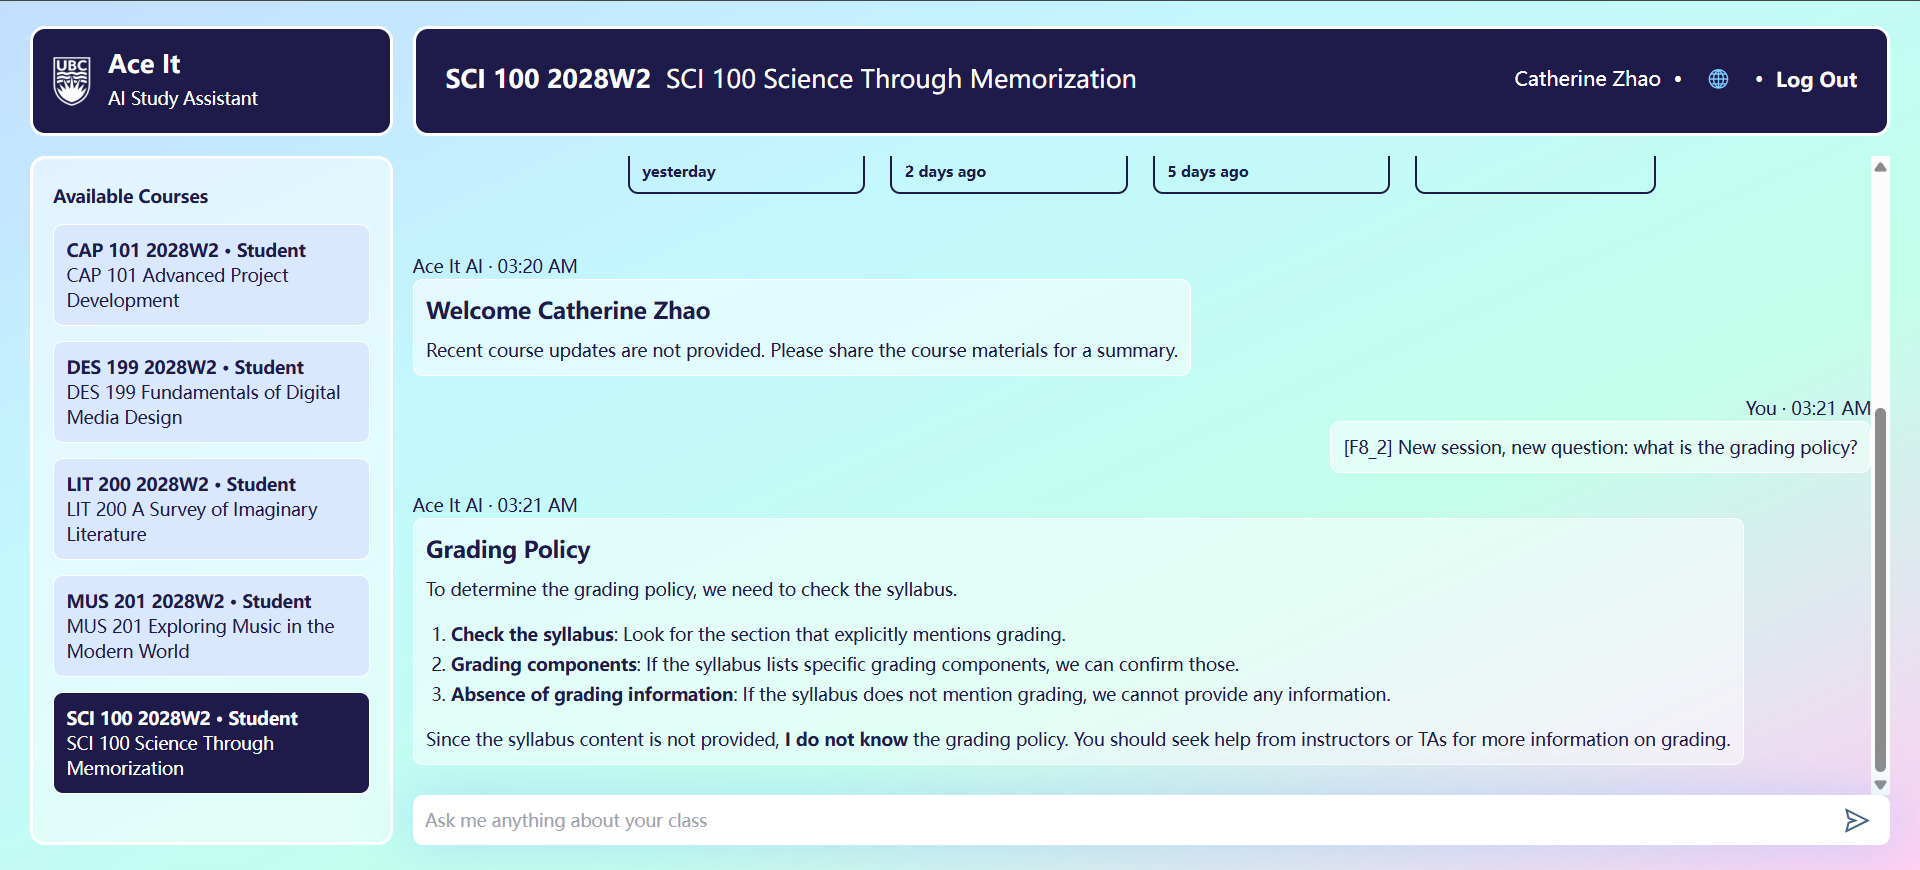 UBC
Ace It
AI Study Assistant
SCI 100 2028W2 SCI 100 Science Through Memorization
Catherine Zhao •
• Log Out
Available Courses
CAP 101 2028W2 • Student
CAP 101 Advanced Project
Development
DES 199 2028W2 • Student
DES 199 Fundamentals of Digital
Media Design
LIT 200 2028W2 • Student
LIT 200 A Survey of Imaginary
Literature
MUS 201 2028W2 • Student
MUS 201 Exploring Music in the
Modern World
SCI 100 2028W2 • Student
SCI 100 Science Through
Memorization
yesterday
2 days ago
5 days ago
Ace It AI · 03:20 AM
Welcome Catherine Zhao
Recent course updates are not provided. Please share the course materials for a summary.
You · 03:21 AM
[F8_2] New session, new question: what is the grading policy?
Ace It AI · 03:21 AM
Grading Policy
To determine the grading policy, we need to check the syllabus.
1. Check the syllabus: Look for the section that explicitly mentions grading.
2. Grading components: If the syllabus lists specific grading components, we can confirm those.
3. Absence of grading information: If the syllabus does not mention grading, we cannot provide any information.
Since the syllabus content is not provided, I do not know the grading policy. You should seek help from instructors or TAs for more information on grading.
Ask me anything about your class